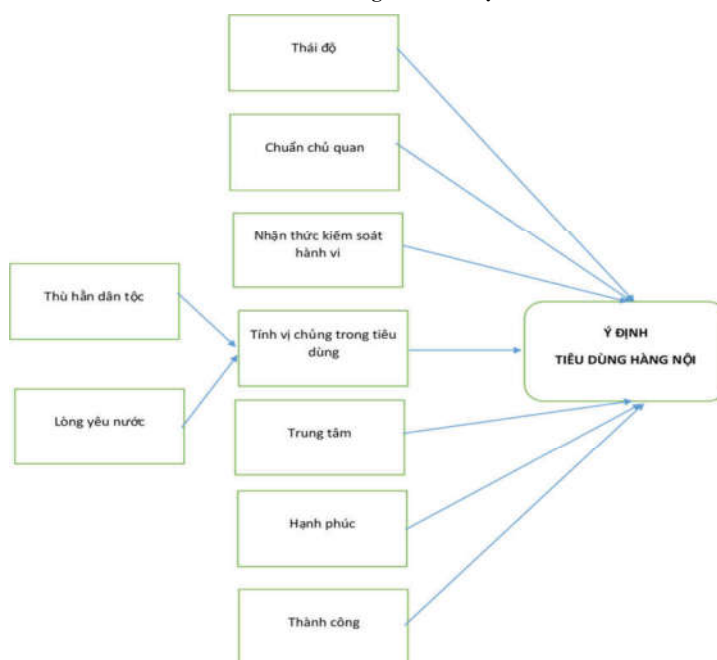 Thái độ
Chuẩn chủ quan
Nhận thức kiểm soát
hành vi
Thù hằn dân tộc
Tính vị chủng trong tiêu
dùng
Ý ĐỊNH
TIÊU DÙNG HÀNG NỘI
Lòng yêu nước
Trung tâm
Hạnh phúc
Thành công